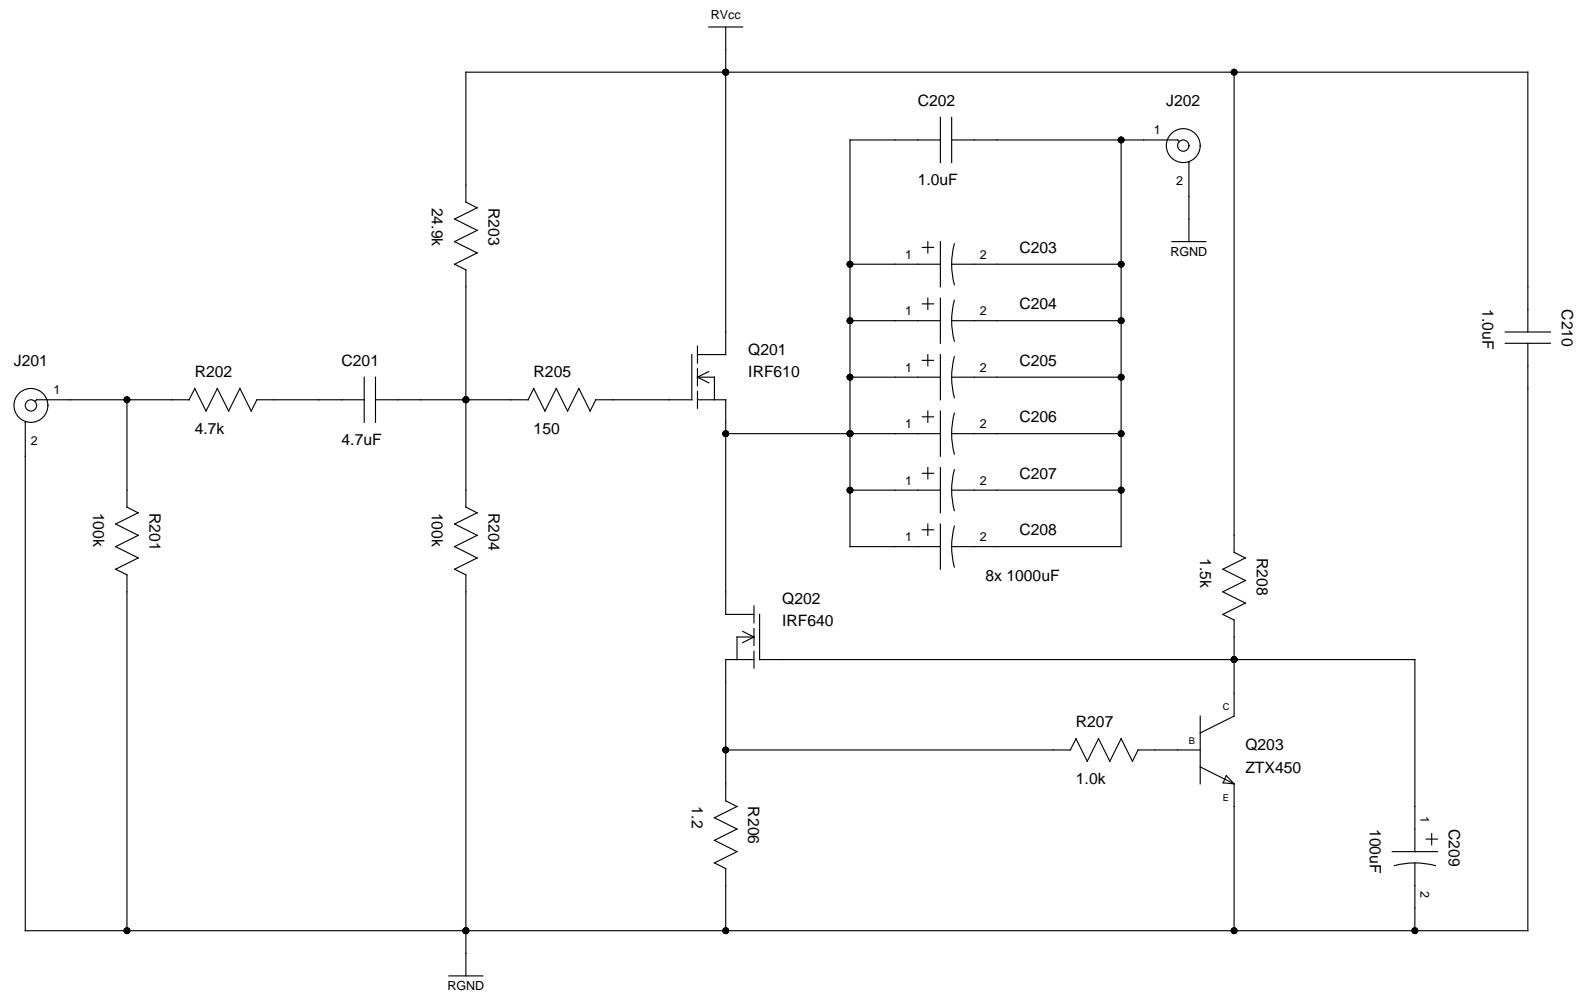 RVcc
C202
J202
1
1.0uF
2
RGND
R203
24.9k
1
+
2
C203
1
+
2
C204
1
+
2
C205
1
+
2
C206
1
+
2
C207
1
+
2
C208
8x 1000uF
C210
1.0uF
J201
1
2
R202
4.7k
C201
4.7uF
R205
150
Q201
IRF610
R201
100k
R204
100k
R208
1.5k
Q202
IRF640
R207
1.0k
C
B
E
Q203
ZTX450
R206
1.2
1
+
C209
100uF
2
RGND